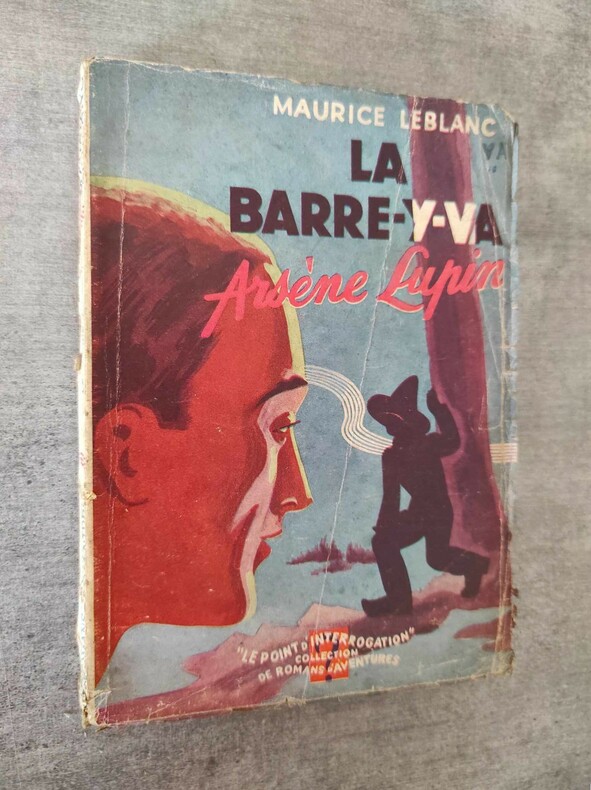 MAURICE LEBLANC
LA
BARRE-Y-VA
Arsène Lupin
"LE POINT D'INTERROGATION"
COLLECTION
DE ROMANS D'AVENTURES
?